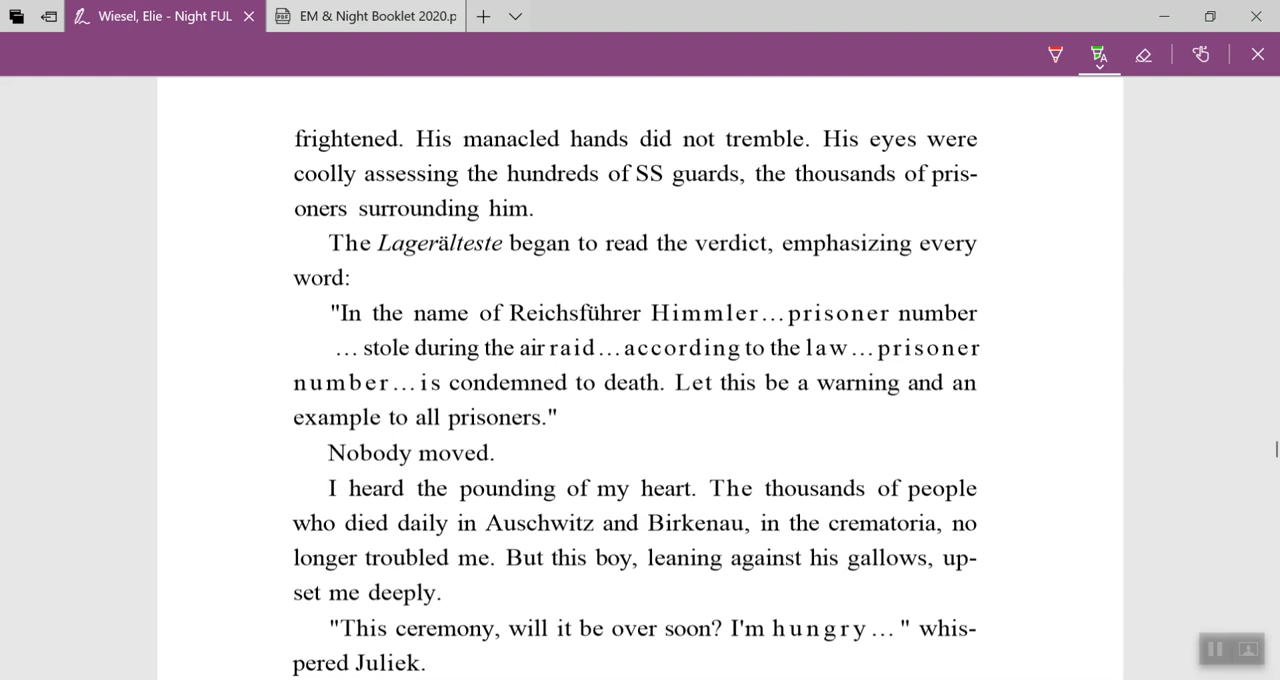 Wiesel, Elie - Night FUL
EM & Night Booklet 2020.p
frightened. His manacled hands did not tremble. His eyes were
coolly assessing the hundreds of SS guards, the thousands of pris-
oners surrounding him.
The Lagerälteste began to read the verdict, emphasizing every
word:
"In the name of Reichsführer Himmler...prisoner number
... stole during the air raid...according to the law...prisoner
number...is condemned to death. Let this be a warning and an
example to all prisoners."
Nobody moved.
I heard the pounding of my heart. The thousands of people
who died daily in Auschwitz and Birkenau, in the crematoria, no
longer troubled me. But this boy, leaning against his gallows, up-
set me deeply.
"This ceremony, will it be over soon? I'm hungry..." whis-
pered Juliek.